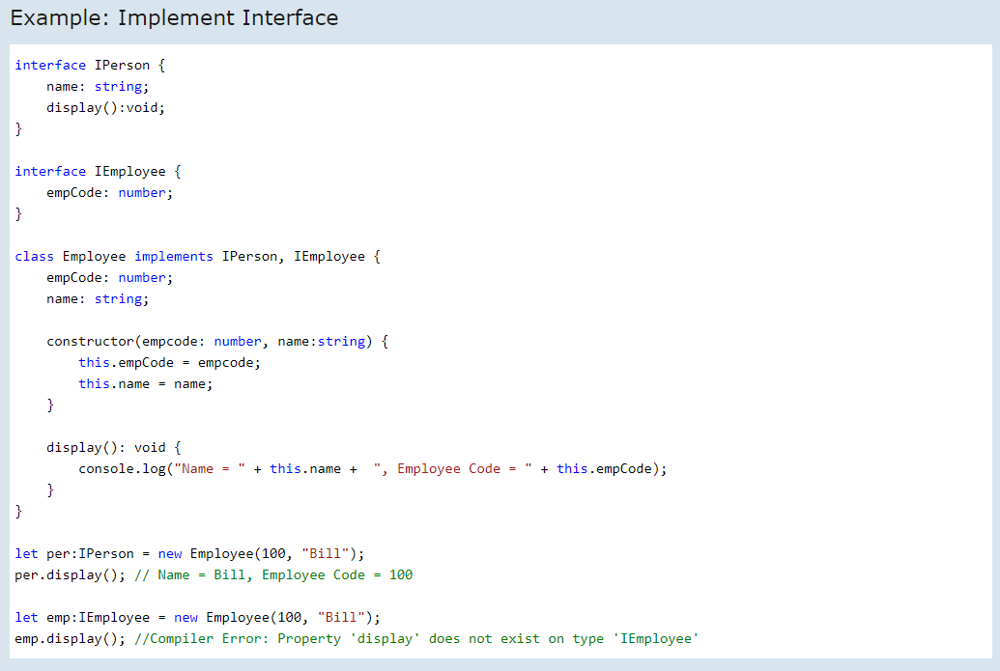 Example: Implement Interface
interface IPerson {
    name: string;
    display():void;
}
interface IEmployee {
    empCode: number;
}
class Employee implements IPerson, IEmployee {
    empCode: number;
    name: string;
    constructor(empcode: number, name:string) {
        this.empCode = empcode;
        this.name = name;
    }
    display(): void {
        console.log("Name = " + this.name +  ", Employee Code = " + this.empCode);
    }
}
let per:IPerson = new Employee(100, "Bill");
per.display(); // Name = Bill, Employee Code = 100
let emp:IEmployee = new Employee(100, "Bill");
emp.display(); //Compiler Error: Property 'display' does not exist on type 'IEmployee'